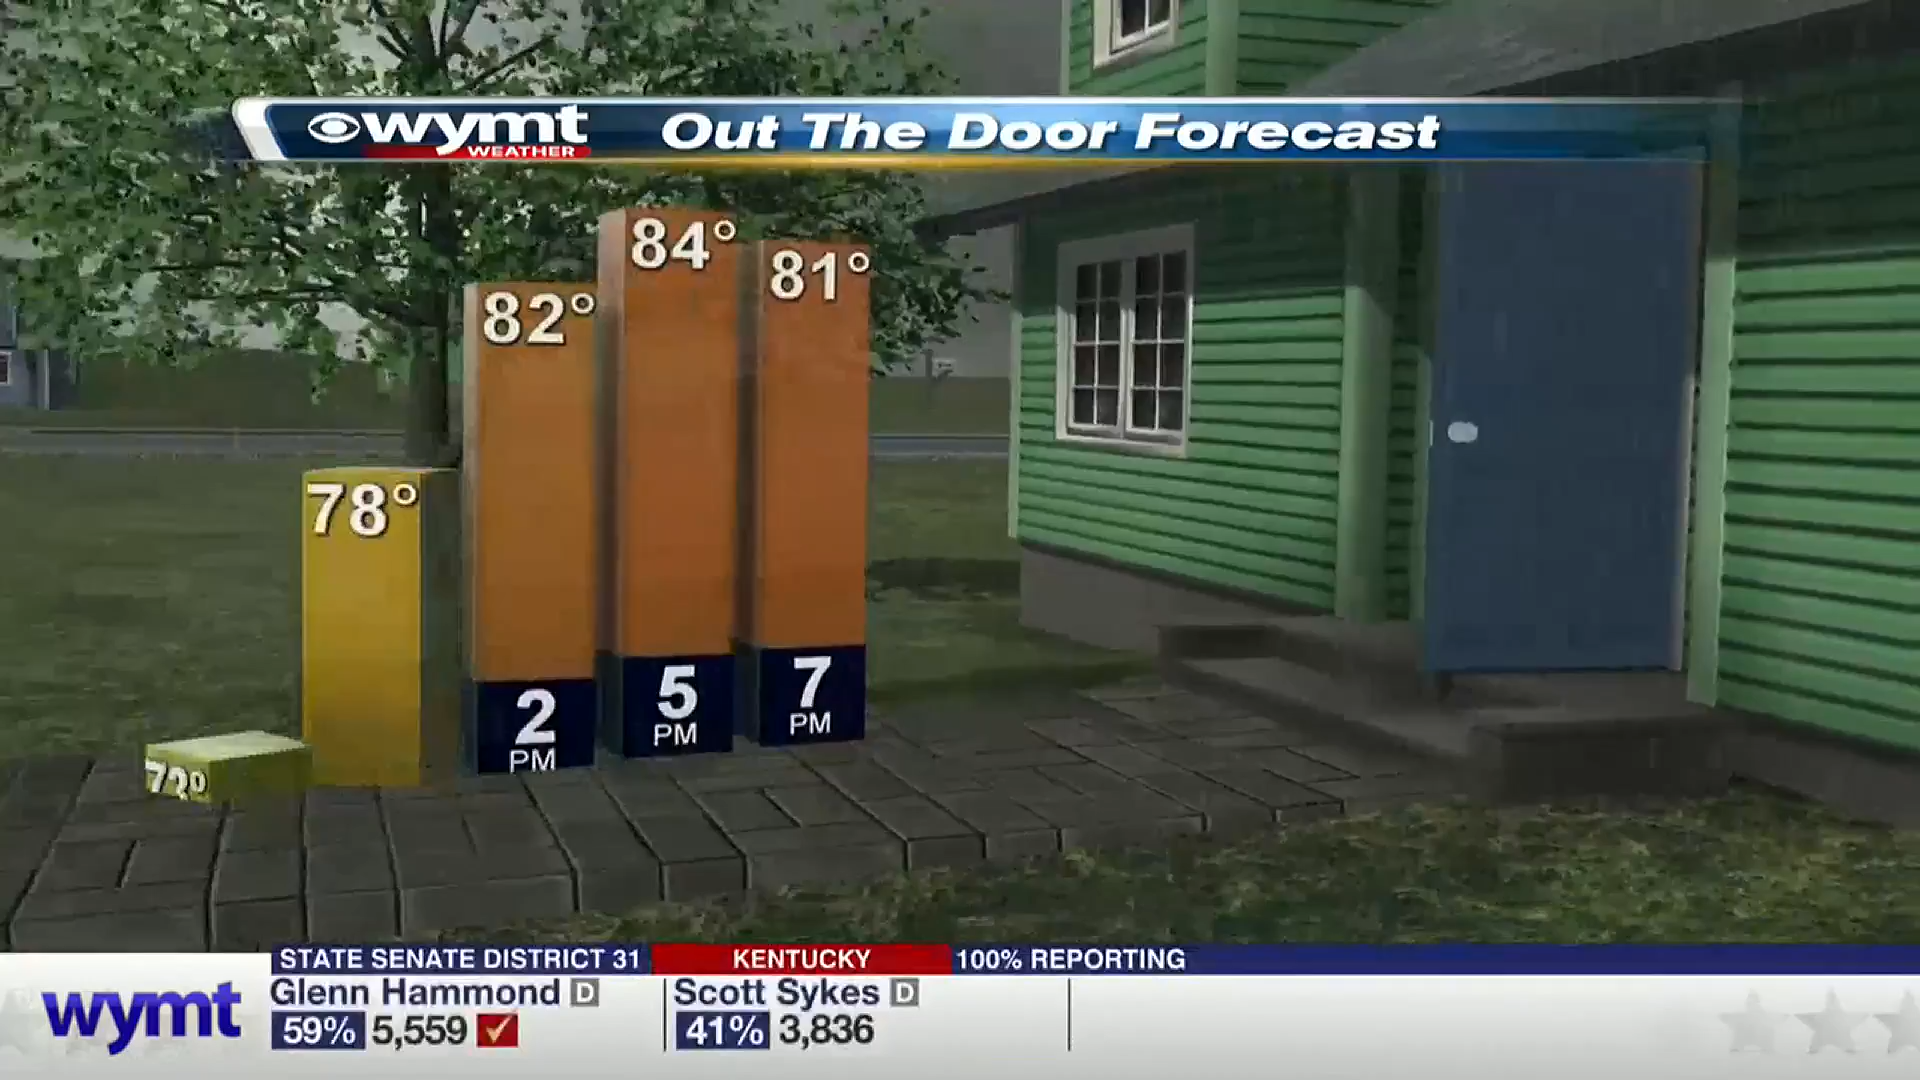 wymt Out The Door Forecast
WEATHER
84°
81°
82°
78°
2
PM
5
PM
7
PM
STATE SENATE DISTRICT 31 KENTUCKY 100% REPORTING
wymt
Glenn Hammond D Scott Sykes D
59% 5,559 41% 3,836